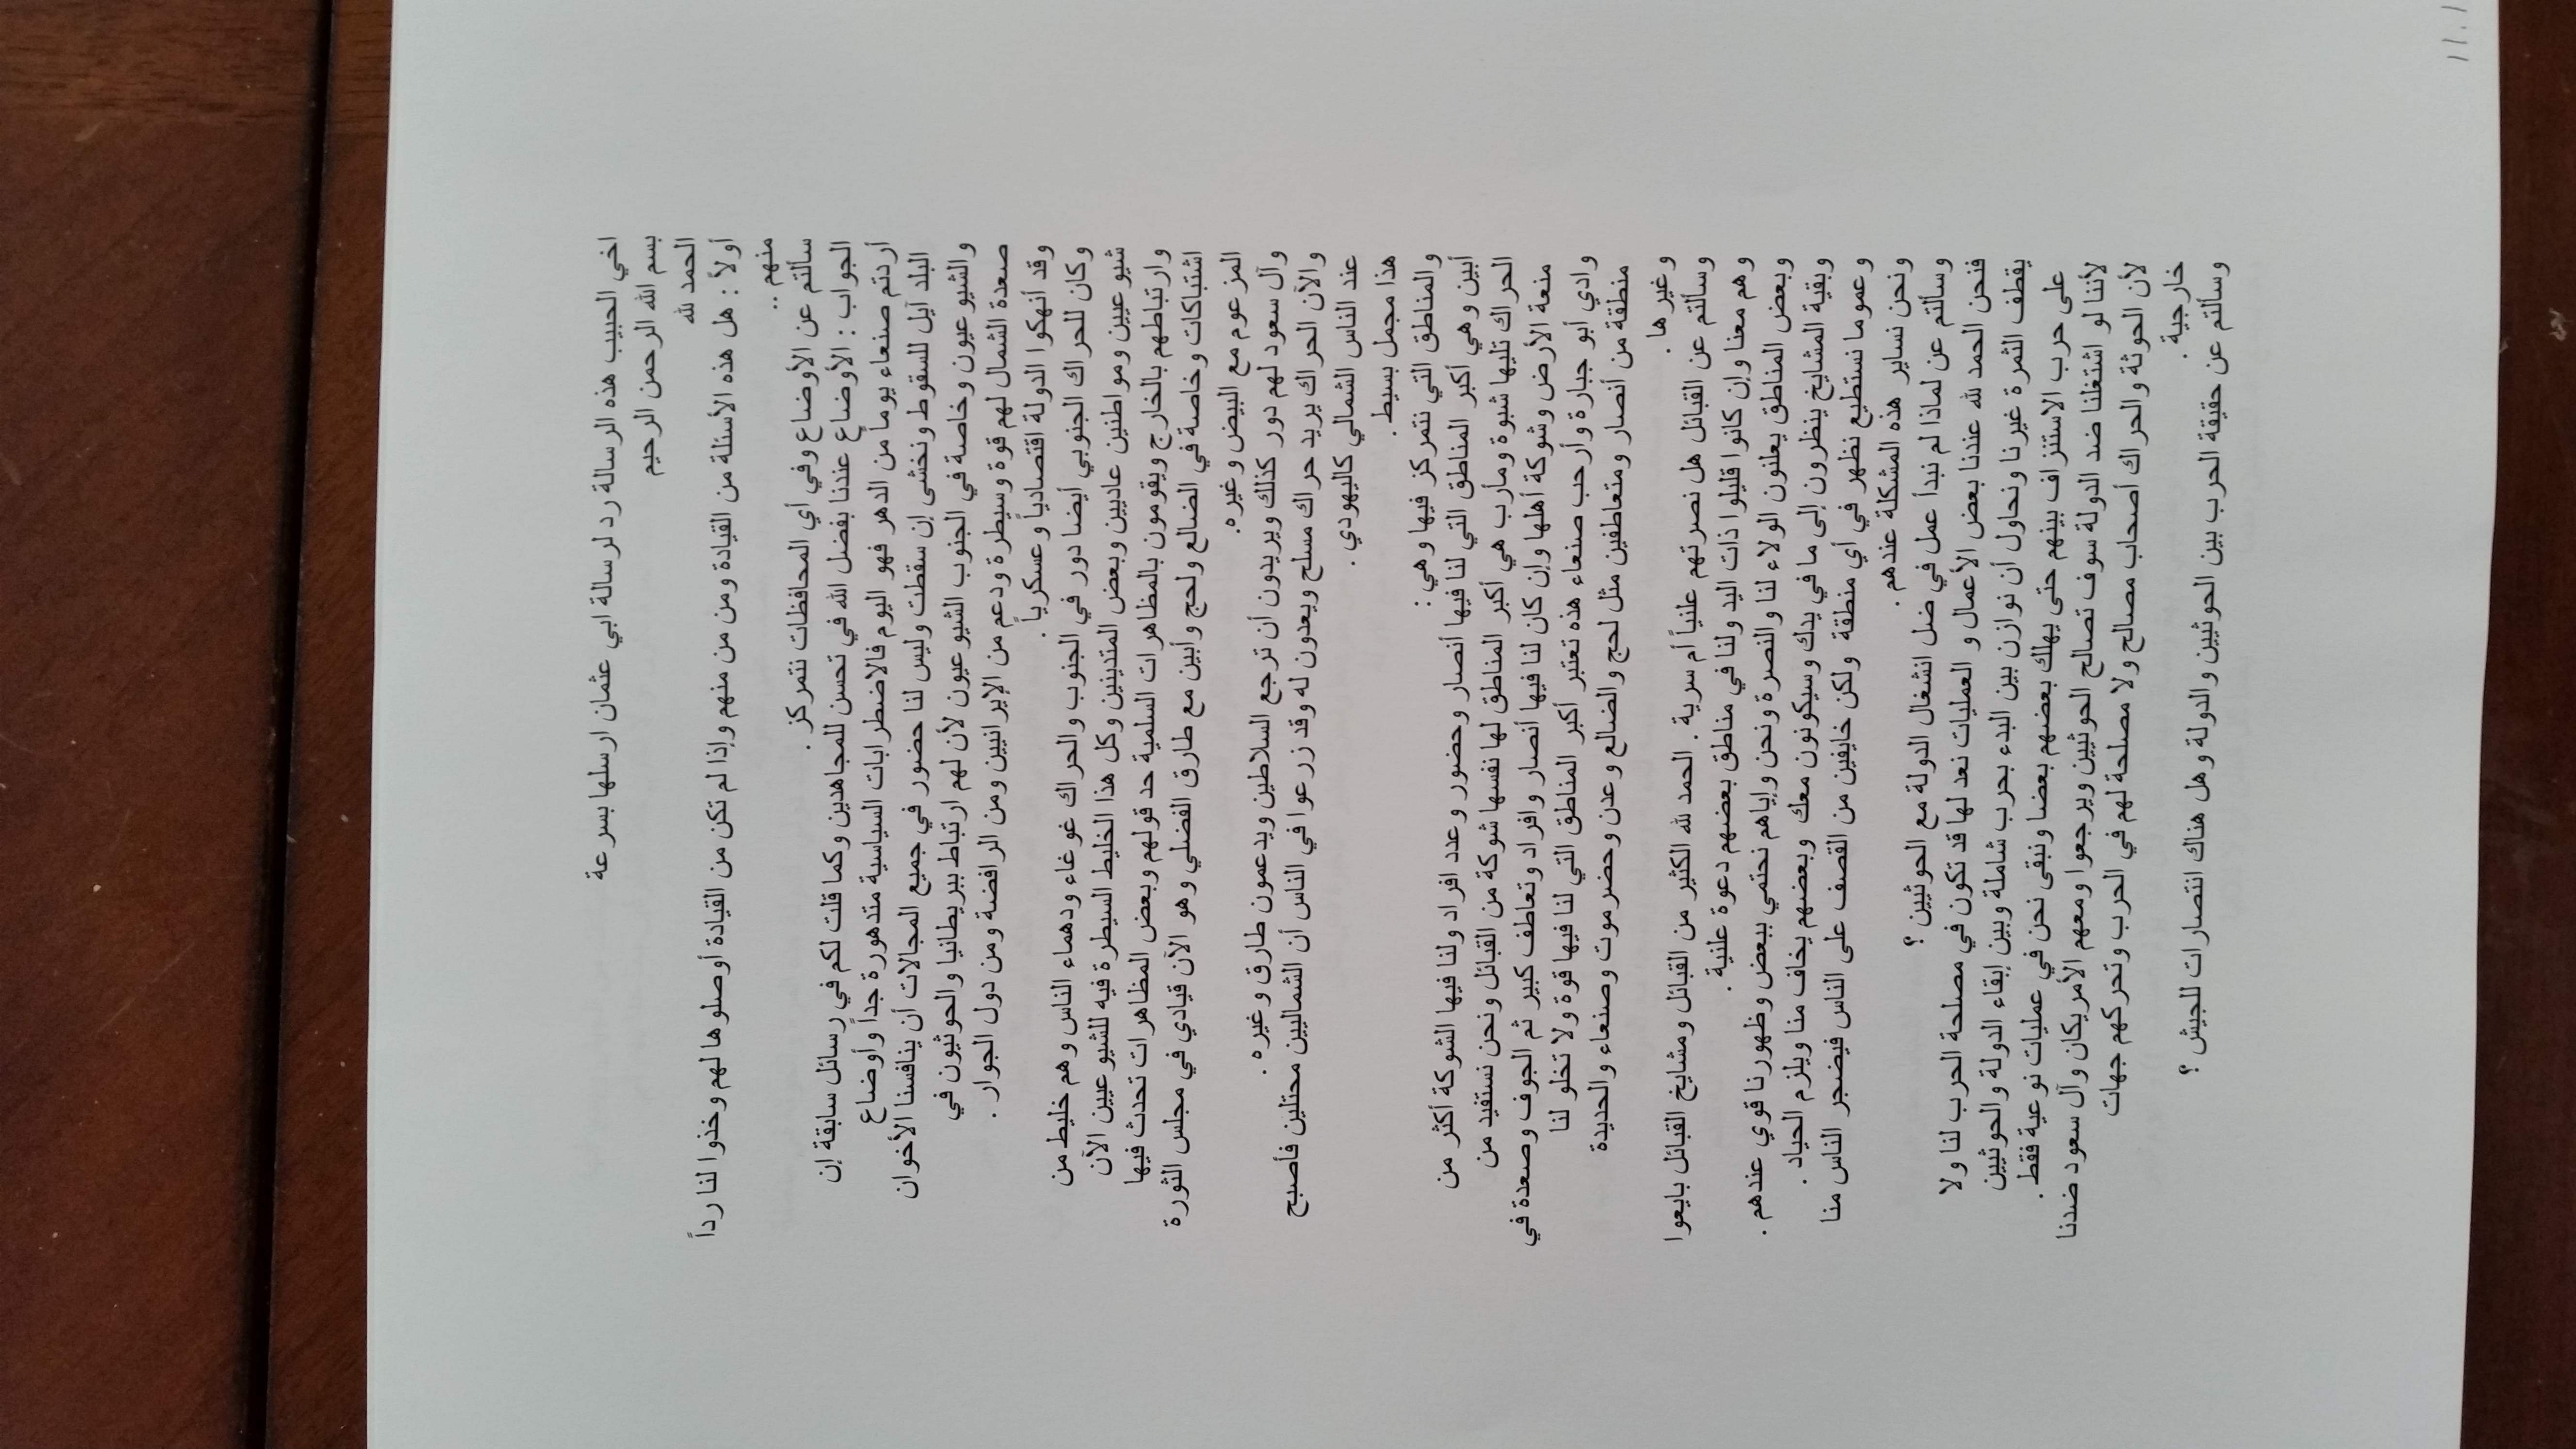 اخي الحبيب هذه الرسالة رد لرسالة ابي عثمان ارسلها بسرعة
بسم الله الرحمن الرحيم
الحمد لله
أولاً : هل هذه الأسئلة من القيادة ومن من منهم وإذا لم تكن من القيادة أوصلوها لهم وخذوا لنا رداً
منهم ..
سألتم عن الأوضاع وفي أي المحافظات نتمركز .
الجواب : الأوضاع عندنا بفضل الله في تحسن للمجاهدين وكما قلت لكم في رسائل سابقة إن
أردتم صنعاء يوماً من الدهر فهو اليوم فالاضطرابات السياسية متدهورة جداً وأوضاع
البلد آيل للسقوط ونخشى إن سقطت وليس لنا حضور في جميع المجالات أن ينافسنا الأخوان
والشيوعيون وخاصة في الجنوب الشيوعيون لأن لهم ارتباط ببريطانيا والحوثيون في
صعدة الشمال لهم قوة وسيطرة ودعم من الإيرانيين ومن الرافضة ومن دول الجوار .
وقد أنهكوا الدولة اقتصادياً وعسكرياً .
وكان للحراك الجنوبي أيضا دور في الجنوب والحراك غوغاء ودهماء الناس وهم خليط من
شيوعيين ومواطنين عاديين وبعض المتدينين وكل هذا الخليط السيطرة فيه للشيوعيين الآن
وارتباطهم بالخارج ويقومون بالمظاهرات السلمية حد قولهم وبعض المظاهرات تحدث فيها
اشتباكات وخاصة في الضالع ولحج وأبين مع طارق الفضلي وهو الآن قيادي في مجلس الثورة
المزعوم مع البيض وغيره .
وآل سعود لهم دور كذلك ويريدون أن ترجع السلاطين ويدعمون طارق وغيره .
والآن الحراك يريد حراك مسلح ويعدون له وقد زرعوا في الناس أن الشماليين محتلين فأصبح
عند الناس الشمالي كاليهودي .
هذا مجمل بسيط .
والمناطق التي نتمركز فيها وهي :
أبين وهي أكبر المناطق التي لنا فيها أنصار وحضور وعدد افراد ولنا فيها الشوكة أكثر من
الحراك تليها شبوة ومأرب هي أكبر المناطق لها نفسها شوكة من القبائل ونحن نستفيد من
منعة الأرض وشوكة أهلها وإن كان لنا فيها أنصار وافراد وتعاطف كبير ثم الجوف وصعدة في
وادي أبو جبارة وأرحب صنعاء هذه تعتبر أكبر المناطق التي لنا فيها قوة ولا تخلو لنا
منطقة من أنصار ومتعاطفين مثل لحج والضالع وعدن وحضرموت وصنعاء والحديدة
وغيرها .
وسألتم عن القبائل هل نصرتهم علنياً أم سرية . الحمد لله الكثير من القبائل ومشايخ القبائل بايعوا
وهم معنا وإن كانوا قليلوا ذات اليد ولنا في مناطق بعضهم دعوة علنية .
وبعض المناطق يعلنون الولاء لنا والنصرة ونحن وإياهم نحتمي ببعض وظهورنا قوي عندهم .
وبقية المشايخ ينظرون إلى ما في يدك وسيكونون معك وبعضهم يخاف منا ويلزم الحياد .
وعموما نستطيع نظهر في أي منطقة ولكن خايفين من القصف على الناس فيضجر الناس منا
ونحن نساير هذه المشكلة عندهم .
وسألتم عن لماذا لم نبدأ عمل في ضل انشغال الدولة مع الحوثيين ؟
فنحن الحمد لله عندنا بعض الأعمال و العمليات نعد لها قد تكون في مصلحة الحرب لنا ولا
يقطف الثمرة غيرنا ونحاول أن نوازن بين البدء بحرب شاملة وبين إبقاء الدولة والحوثيين
على حرب الاستنزاف بينهم حتى يهلك بعضهم بعضا ونبقى نحن في عمليات نوعية فقط .
لأننا لو اشتغلنا ضد الدولة سوف تصالح الحوثيين ويرجعوا ومعهم الأمريكان وآل سعود ضدنا
لأن الحوثة والحراك أصحاب مصالح ولا مصلحة لهم في الحرب وتحركهم جهات
خارجية .
وسألتم عن حقيقة الحرب بين الحوثيين والدولة وهل هناك انتصارات للجيش ؟